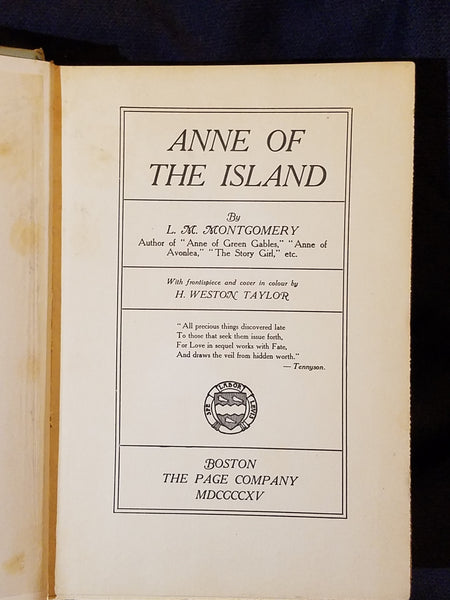 ANNE OF
THE ISLAND
By
L. M. MONTGOMERY
Author of "Anne of Green Gables," "Anne of
Avonlea," "The Story Girl," etc.
With frontispiece and cover in colour by
H. WESTON TAYLOR
"All precious things discovered late
To those that seek them issue forth,
For Love in sequel works with Fate,
And draws the veil from hidden worth."
— Tennyson.
SPE LABOR LEVIS
BOSTON
THE PAGE COMPANY
MDCCCCXV